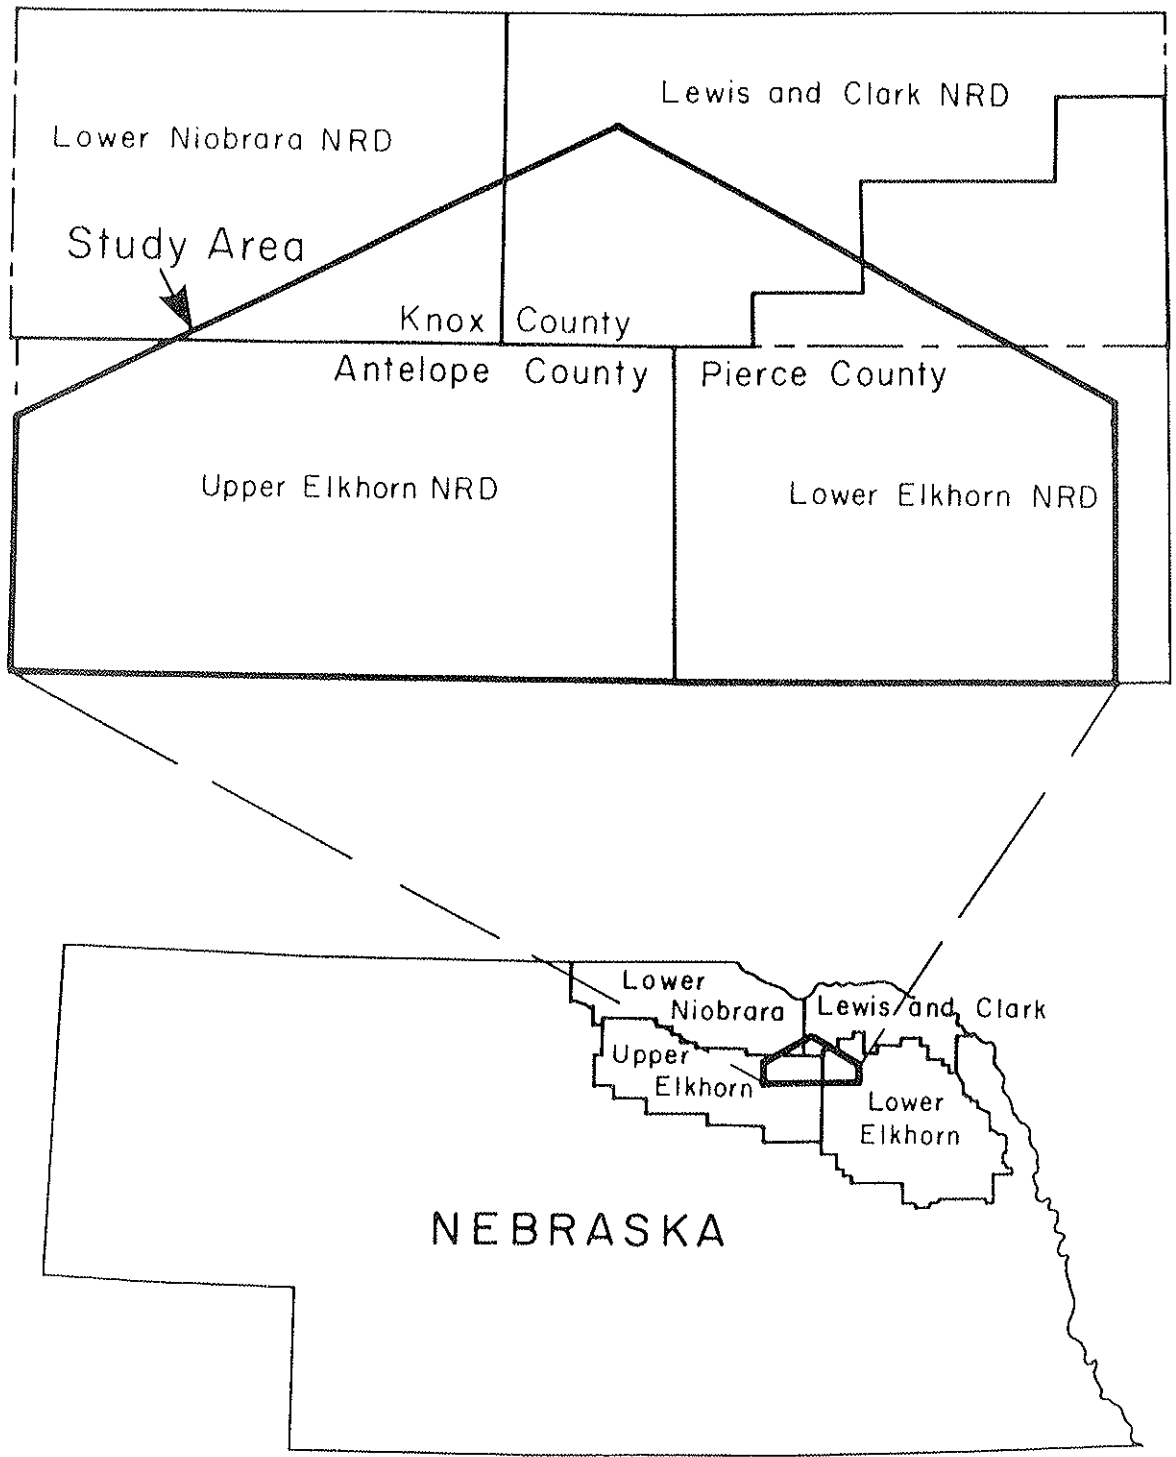 Lewis and Clark NRD
Lower Niobrara NRD
Study Area
Knox County
Antelope County Pierce County
Upper Elkhorn NRD
Lower Elkhorn NRD
Lower
Niobrara
Lewis and Clark
Upper
Elkhorn
Lower
Elkhorn
NEBRASKA